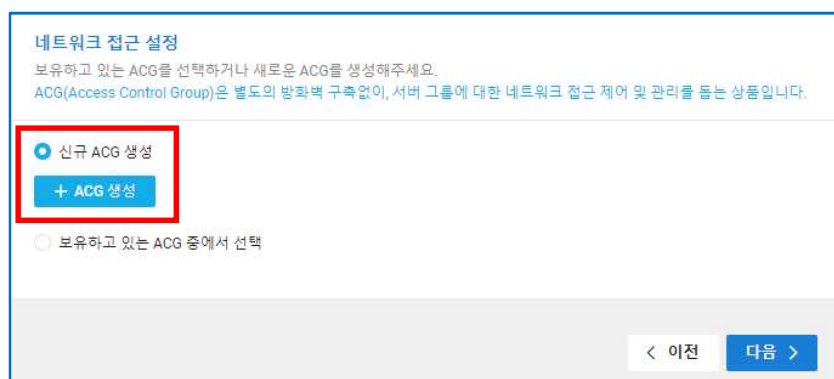 네트워크 접근 설정
보유하고 있는 ACG를 선택하거나 새로운 ACG를 생성해주세요.
ACG(Access Control Group)은 별도의 방화벽 구축없이, 서버 그룹에 대한 네트워크 접근 제어 및 관리를 돕는 상품입니다.
신규 ACG 생성
+ ACG 생성
보유하고 있는 ACG 중에서 선택
< 이전 다음 >